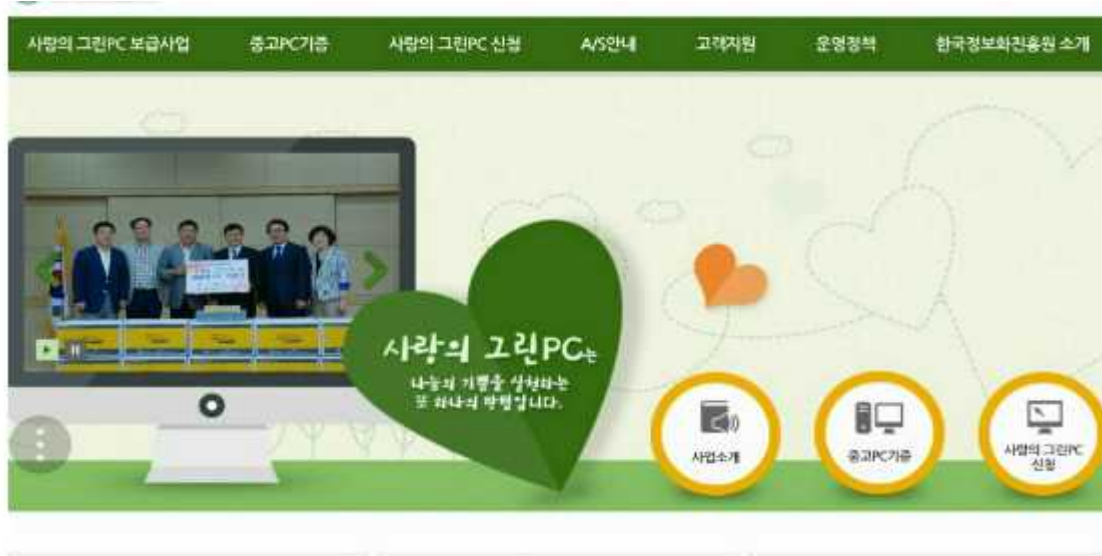 사랑의 그린PC 보급사업 중고PC기증 사랑의 그린PC 신청 A/S안내 고객지원 운영정책 한국정보화진흥원 소개
사랑의 그린PC는
나눔의 기쁨을 실현하는
또 하나의 방법입니다.
사업소개
중고PC기증
사랑의 그린PC
신청